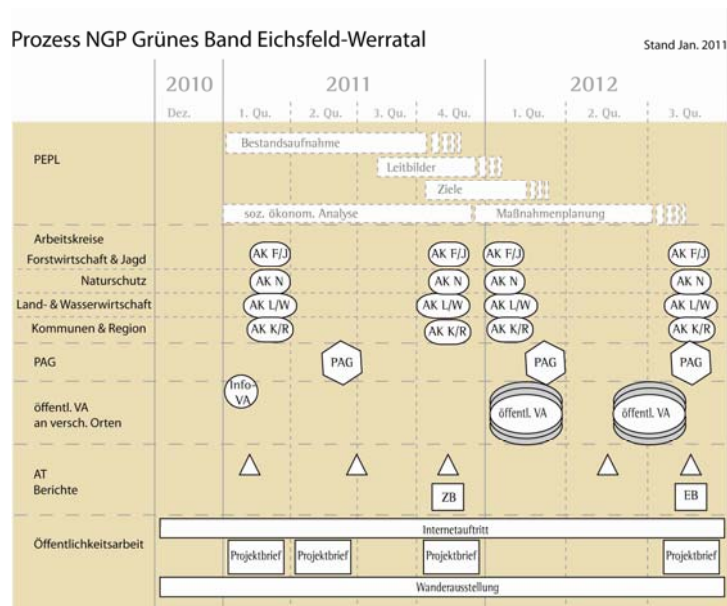 Prozess NGP Grünes Band Eichsfeld-Werratal
Stand Jan. 2011
2010 2011 2012
Dez. 1. Qu. 2. Qu. 3. Qu. 4. Qu. 1. Qu. 2. Qu. 3. Qu.
PEPL
Bestandsaufnahme
Leitbilder
Ziele
soz. ökonom. Analyse Maßnahmenplanung
Arbeitskreise
Forstwirtschaft & Jagd AK F/J AK F/J AK F/J AK F/J
Naturschutz AK N AK N AK N AK N
Land- & Wasserwirtschaft AK L/W AK L/W AK L/W AK L/W
Kommunen & Region AK K/R AK K/R AK K/R AK K/R
PAG PAG PAG PAG
Info-
VA
öffentl. VA
an versch. Orten
öffentl. VA öffentl. VA
AT
Berichte
ZB EB
Öffentlichkeitsarbeit
Internetauftritt
Projektbrief Projektbrief Projektbrief Projektbrief
Wanderausstellung